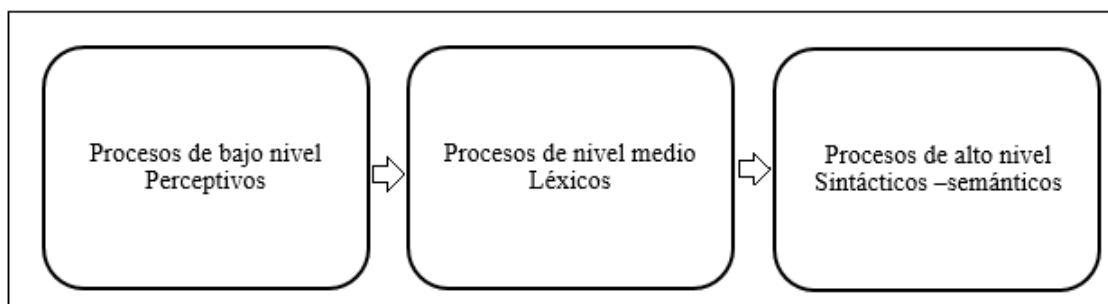 Procesos de bajo nivel
Perceptivos
Procesos de nivel medio
Léxicos
Procesos de alto nivel
Sintácticos –semánticos